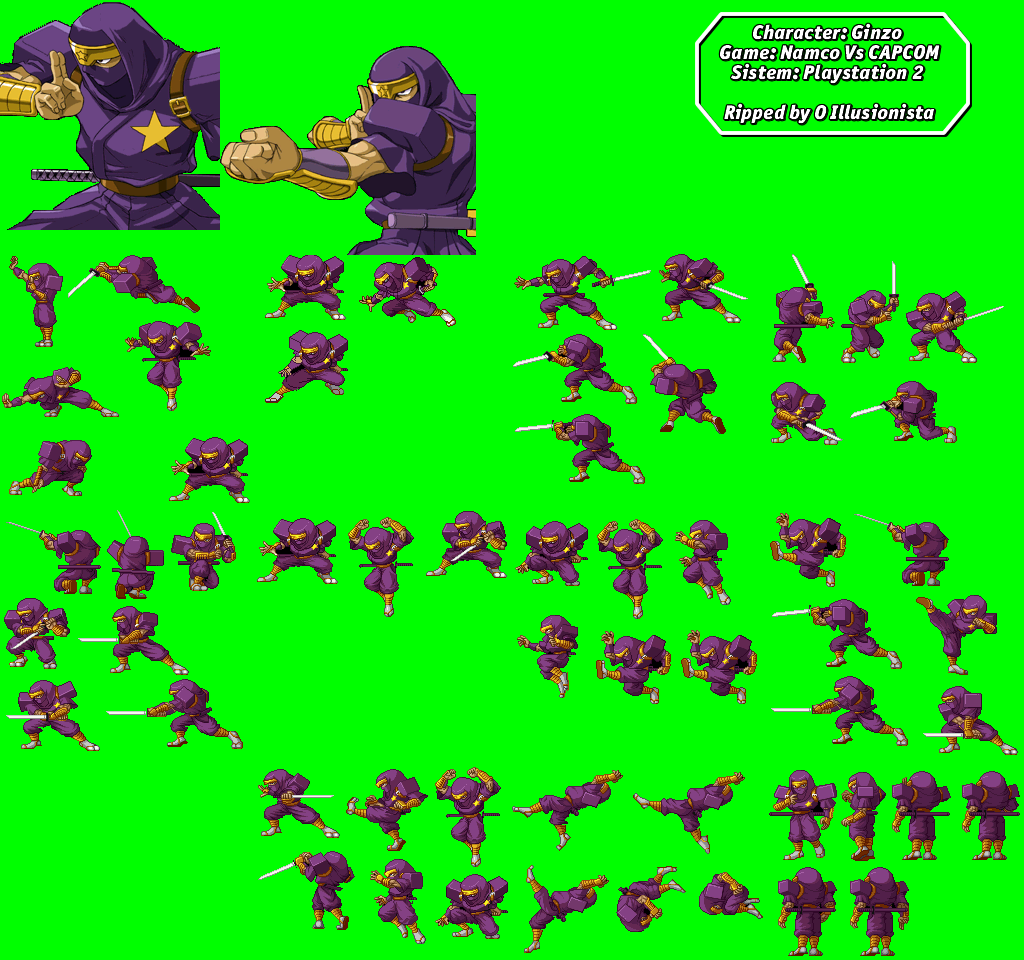 Character: Ginzo
Game: Namco Vs CAPCOM
Sistem: Playstation 2
Ripped by O Illusionista